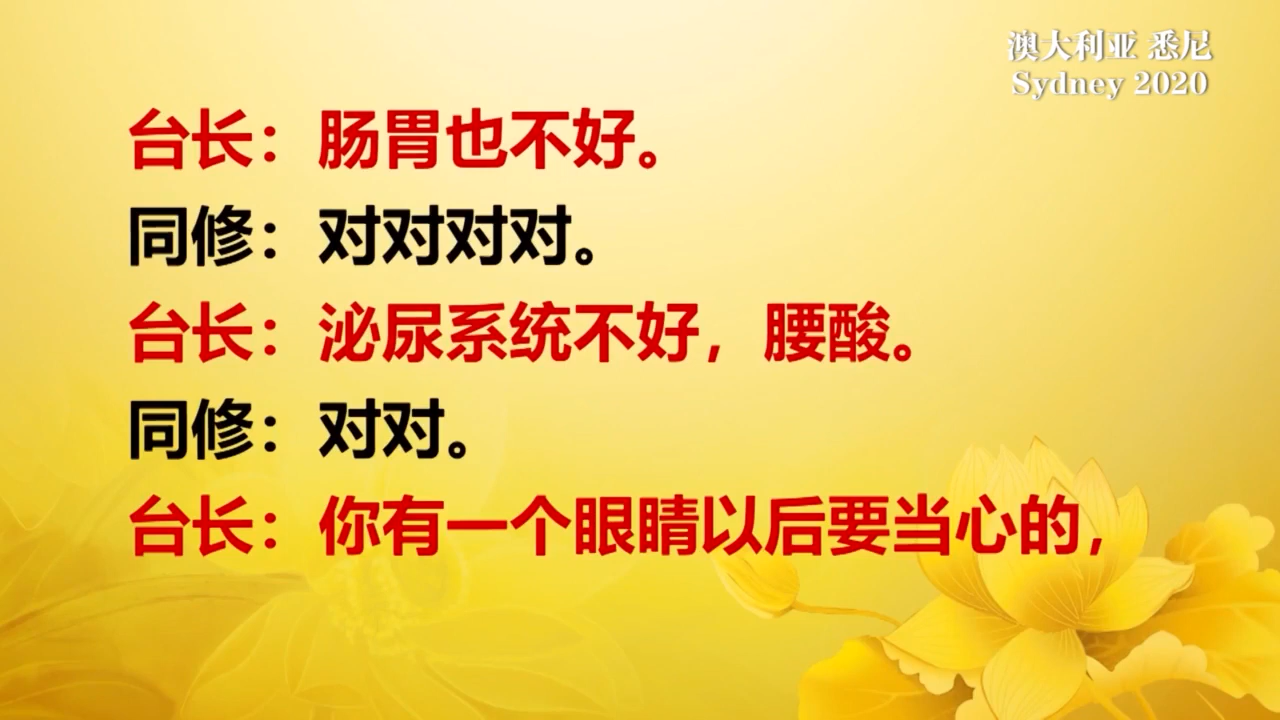 澳大利亚 悉尼
Sydney 2020
台长：肠胃也不好。
同修：对对对对。
台长：泌尿系统不好，腰酸。
同修：对对。
台长：你有一个眼睛以后要当心的，